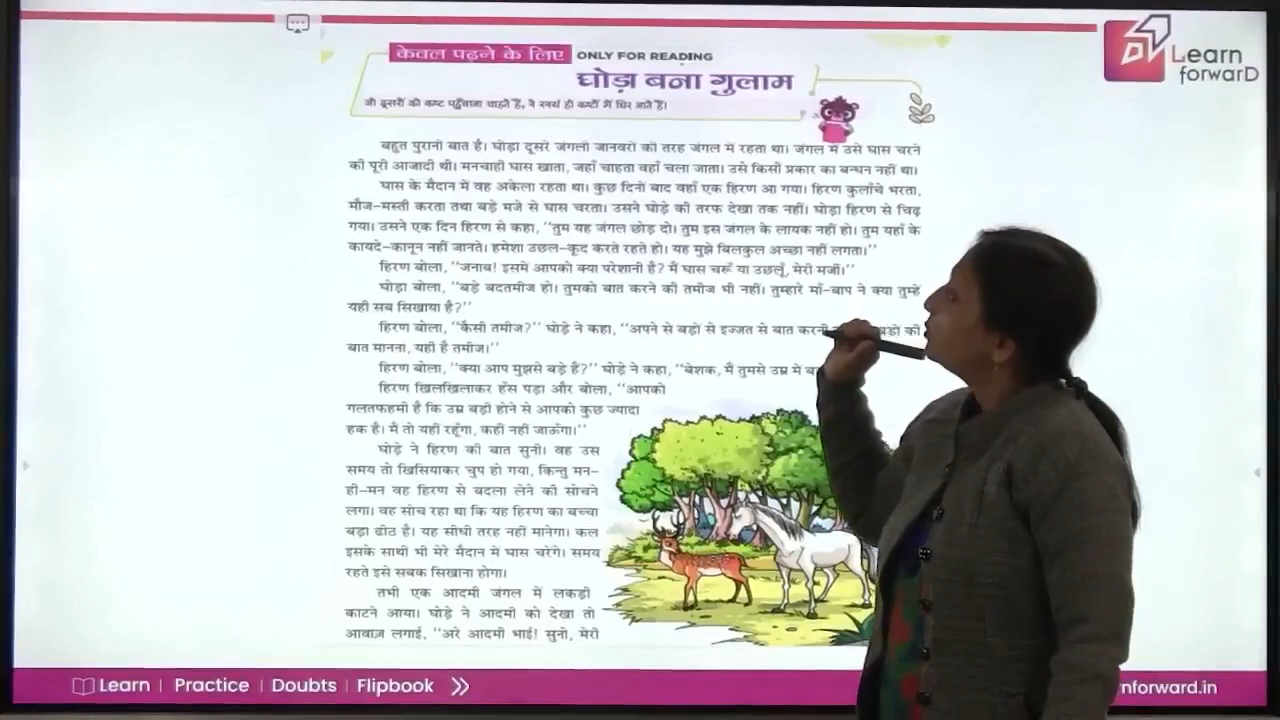 केवल पढ़ने के लिए ONLY FOR READING
घोड़ा बना गुलाम
जो दूसरों को कष्ट पहुँचाना चाहते हैं, वे स्वयं ही कष्टों में घिर जाते हैं।
Learn
forwarD
बहुत पुरानी बात है। घोड़ा दूसरे जंगली जानवरों की तरह जंगल में रहता था। जंगल में उसे घास चरने
की पूरी आजादी थी। मनचाही घास खाता, जहाँ चाहता वहाँ चला जाता। उसे किसी प्रकार का बन्धन नहीं था।
घास के मैदान में वह अकेला रहता था। कुछ दिनों बाद वहाँ एक हिरण आ गया। हिरण कुलाँचे भरता,
मौज-मस्ती करता तथा बड़े मजे से घास चरता। उसने घोड़े की तरफ देखा तक नहीं। घोड़ा हिरण से चिढ़
गया। उसने एक दिन हिरण से कहा, "तुम यह जंगल छोड़ दो। तुम इस जंगल के लायक नहीं हो। तुम यहाँ के
कायदे-कानून नहीं जानते। हमेशा उछल-कूद करते रहते हो। यह मुझे बिलकुल अच्छा नहीं लगता।"
हिरण बोला, "जनाब! इसमें आपको क्या परेशानी है? मैं घास चरूँ या उछलूँ, मेरी मर्जी।"
घोड़ा बोला, "बड़े बदतमीज हो। तुमको बात करने की तमीज भी नहीं। तुम्हारे माँ-बाप ने क्या तुम्हें
यही सब सिखाया है?"
हिरण बोला, "कैसी तमीज?" घोड़े ने कहा, "अपने से बड़ों से इज्जत से बात करनी बड़ों की
बात मानना, यही है तमीज।"
हिरण बोला, "क्या आप मुझसे बड़े हैं?" घोड़े ने कहा, "बेशक, मैं तुमसे उम्र में
हिरण खिलखिलाकर हँस पड़ा और बोला, "आपको
गलतफहमी है कि उम्र बड़ी होने से आपको कुछ ज्यादा
हक है। मैं तो यहीं रहूँगा, कहीं नहीं जाऊँगा।"
घोड़े ने हिरण की बात सुनी। वह उस
समय तो खिसियाकर चुप हो गया, किन्तु मन-
ही-मन वह हिरण से बदला लेने की सोचने
लगा। वह सोच रहा था कि यह हिरण का बच्चा
बड़ा ढीठ है। यह सीधी तरह नहीं मानेगा। कल
इसके साथी भी मेरे मैदान में घास चरेंगे। समय
रहते इसे सबक सिखाना होगा।
तभी एक आदमी जंगल में लकड़ी
काटने आया। घोड़े ने आदमी को देखा तो
आवाज़ लगाई, "अरे आदमी भाई! सुनो, मेरी
Learn | Practice | Doubts | Flipbook
nforward.in